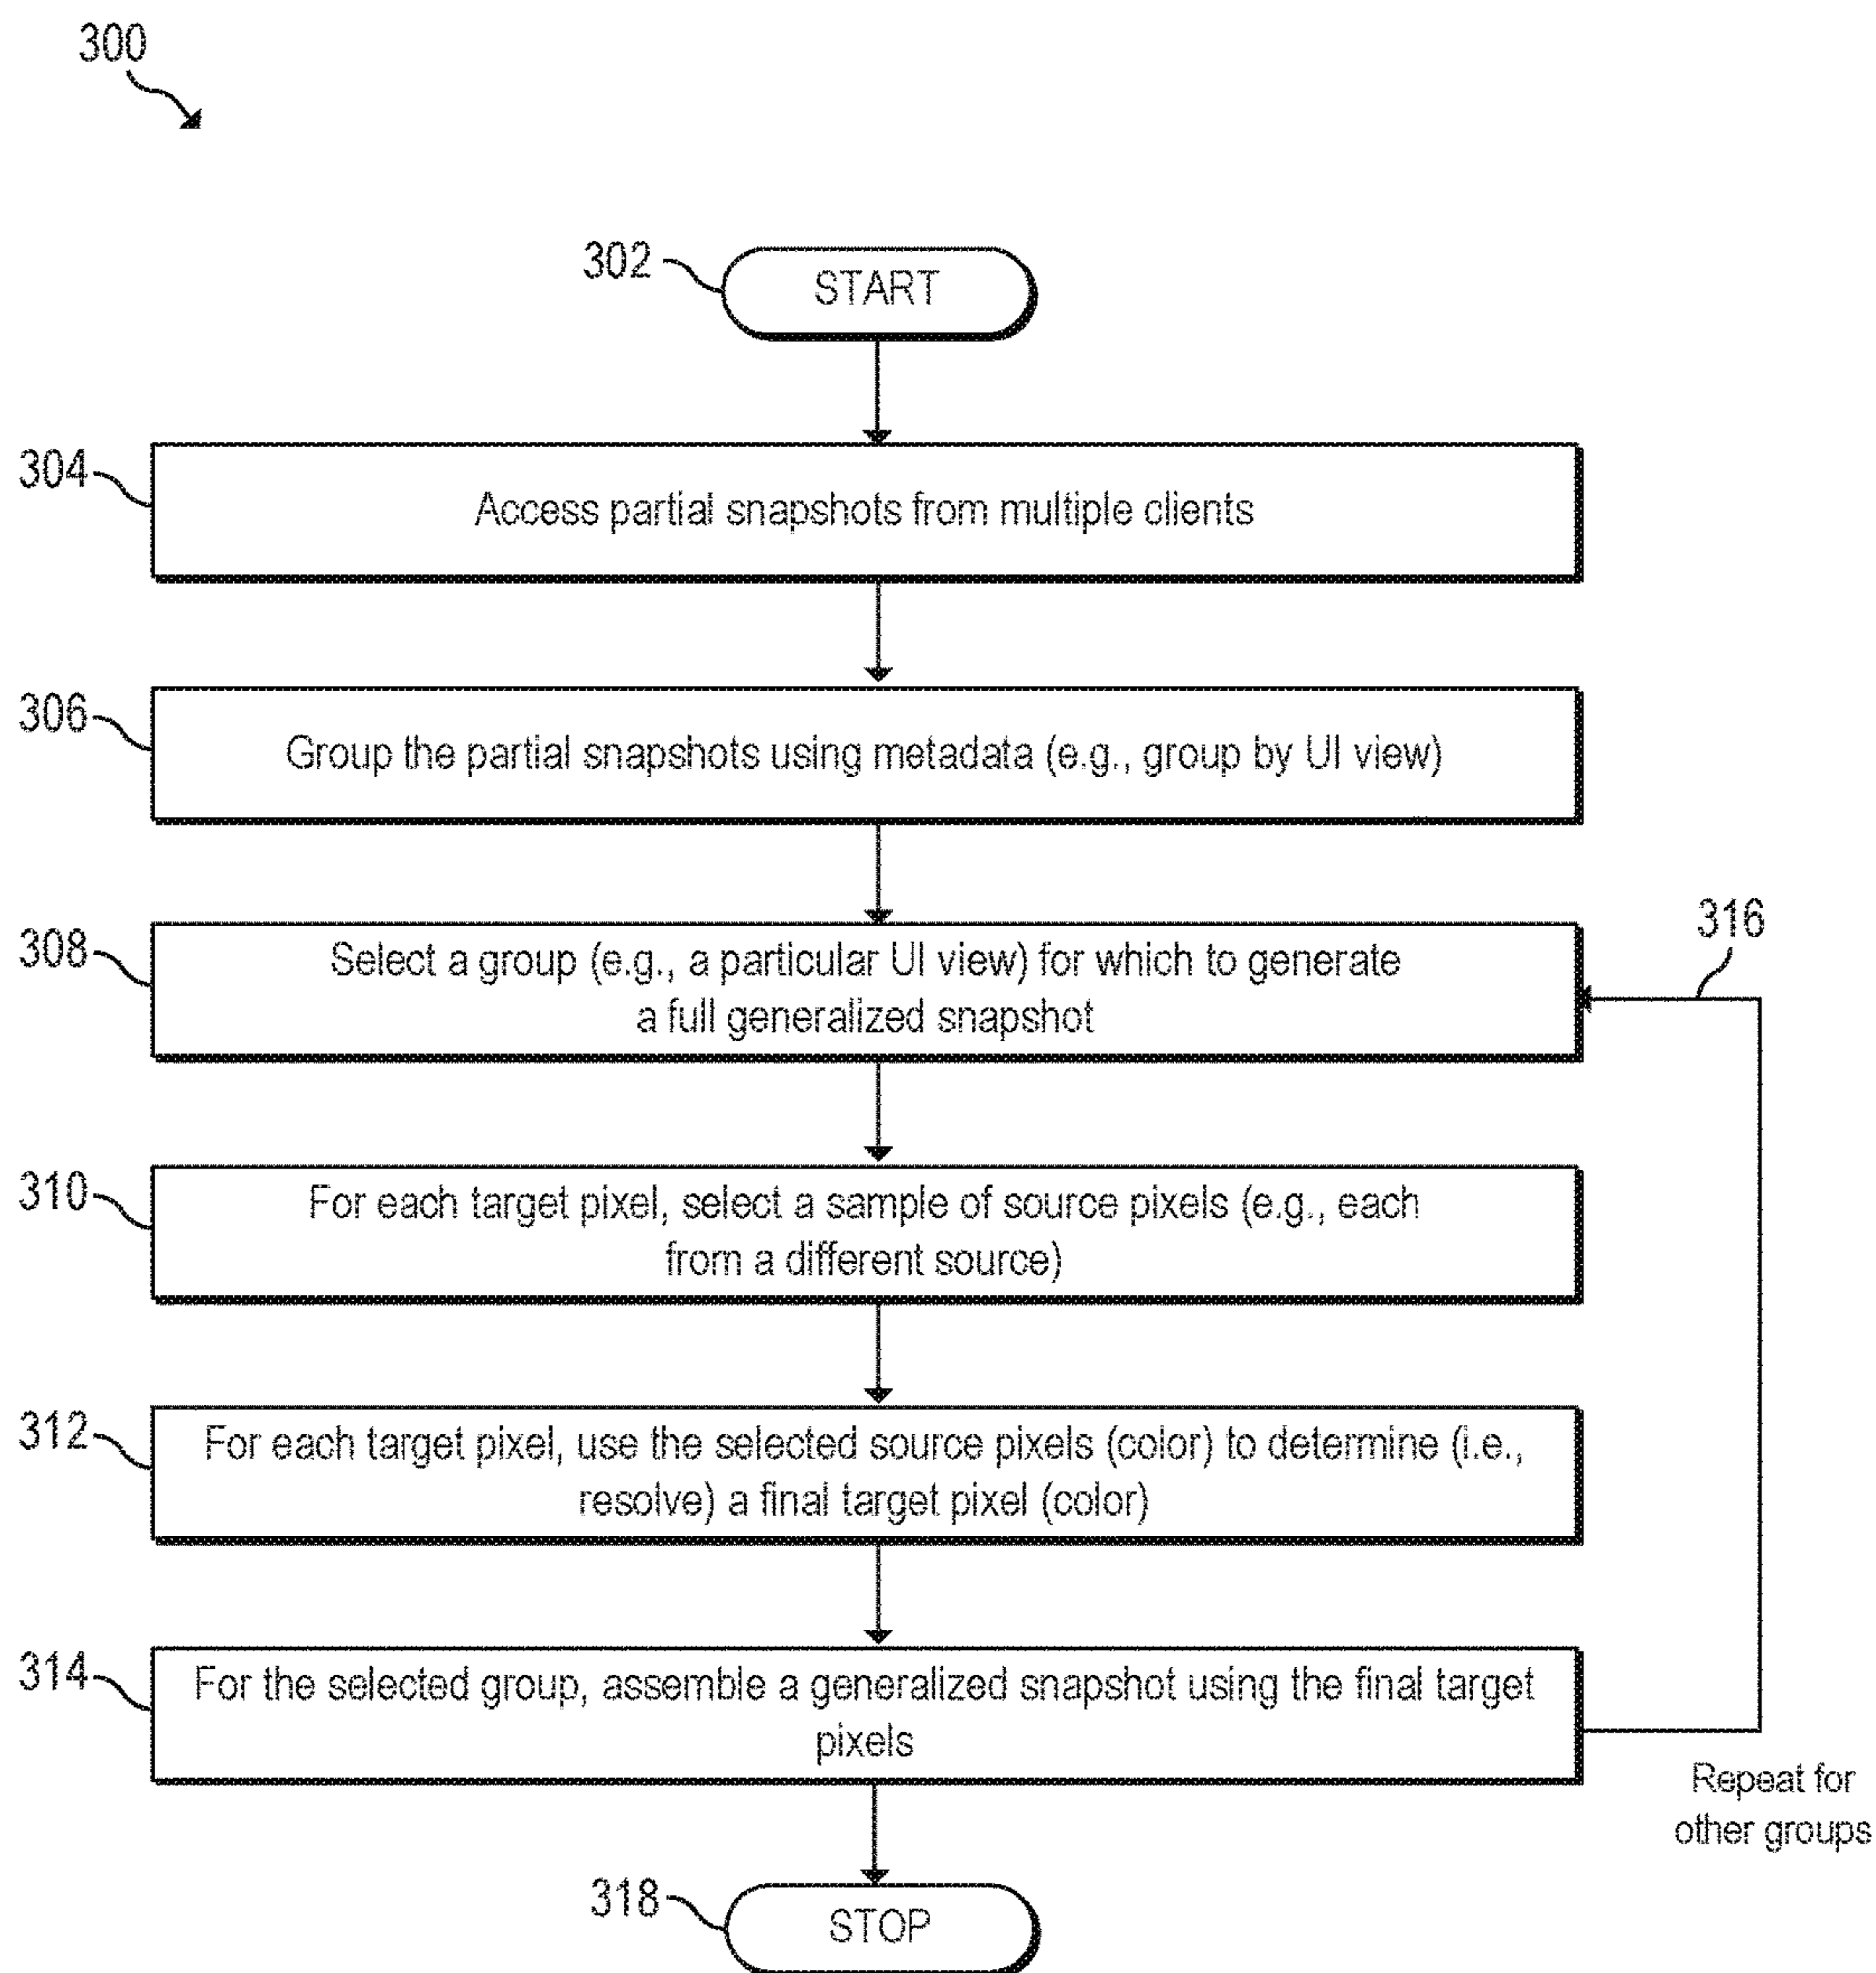 300
302
START
304
Access partial snapshots from multiple clients
306
Group the partial snapshots using metadata (e.g., group by UI view)
308
Select a group (e.g., a particular UI view) for which to generate
a full generalized snapshot
316
310
For each target pixel, select a sample of source pixels (e.g., each
from a different source)
312
For each target pixel, use the selected source pixels (color) to determine (i.e.,
resolve) a final target pixel (color)
314
For the selected group, assemble a generalized snapshot using the final target
pixels
Repeat for
other groups
318
STOP